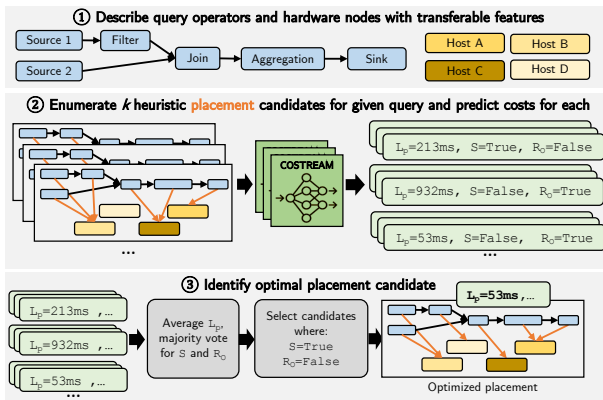 ① Describe query operators and hardware nodes with transferable features
Source 1
Filter
Source 2
Join
Aggregation
Sink
Host A
Host B
Host C
Host D
② Enumerate k heuristic placement candidates for given query and predict costs for each
COSTREAM
Lp=213ms, S=True, Ro=False
Lp=932ms, S=False, Ro=True
Lp=53ms, S=False, Ro=True
...
...
③ Identify optimal placement candidate
Lp=213ms ,…
Lp=932ms ,…
Lp=53ms ,…
...
Average Lp,
majority vote
for S and Ro
Select candidates
where:
S=True
Ro=False
Lp=53ms,…
Optimized placement